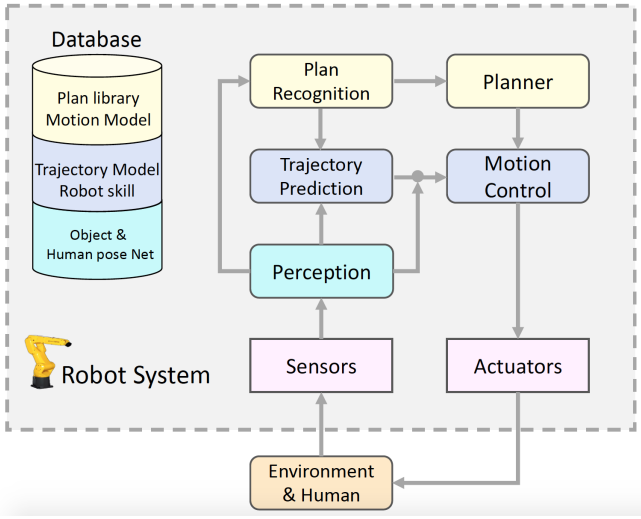 Database
Plan library
Motion Model
Trajectory Model
Robot skill
Object &
Human pose Net
Plan
Recognition
Planner
Trajectory
Prediction
Motion
Control
Perception
Sensors
Actuators
Robot System
Environment
& Human